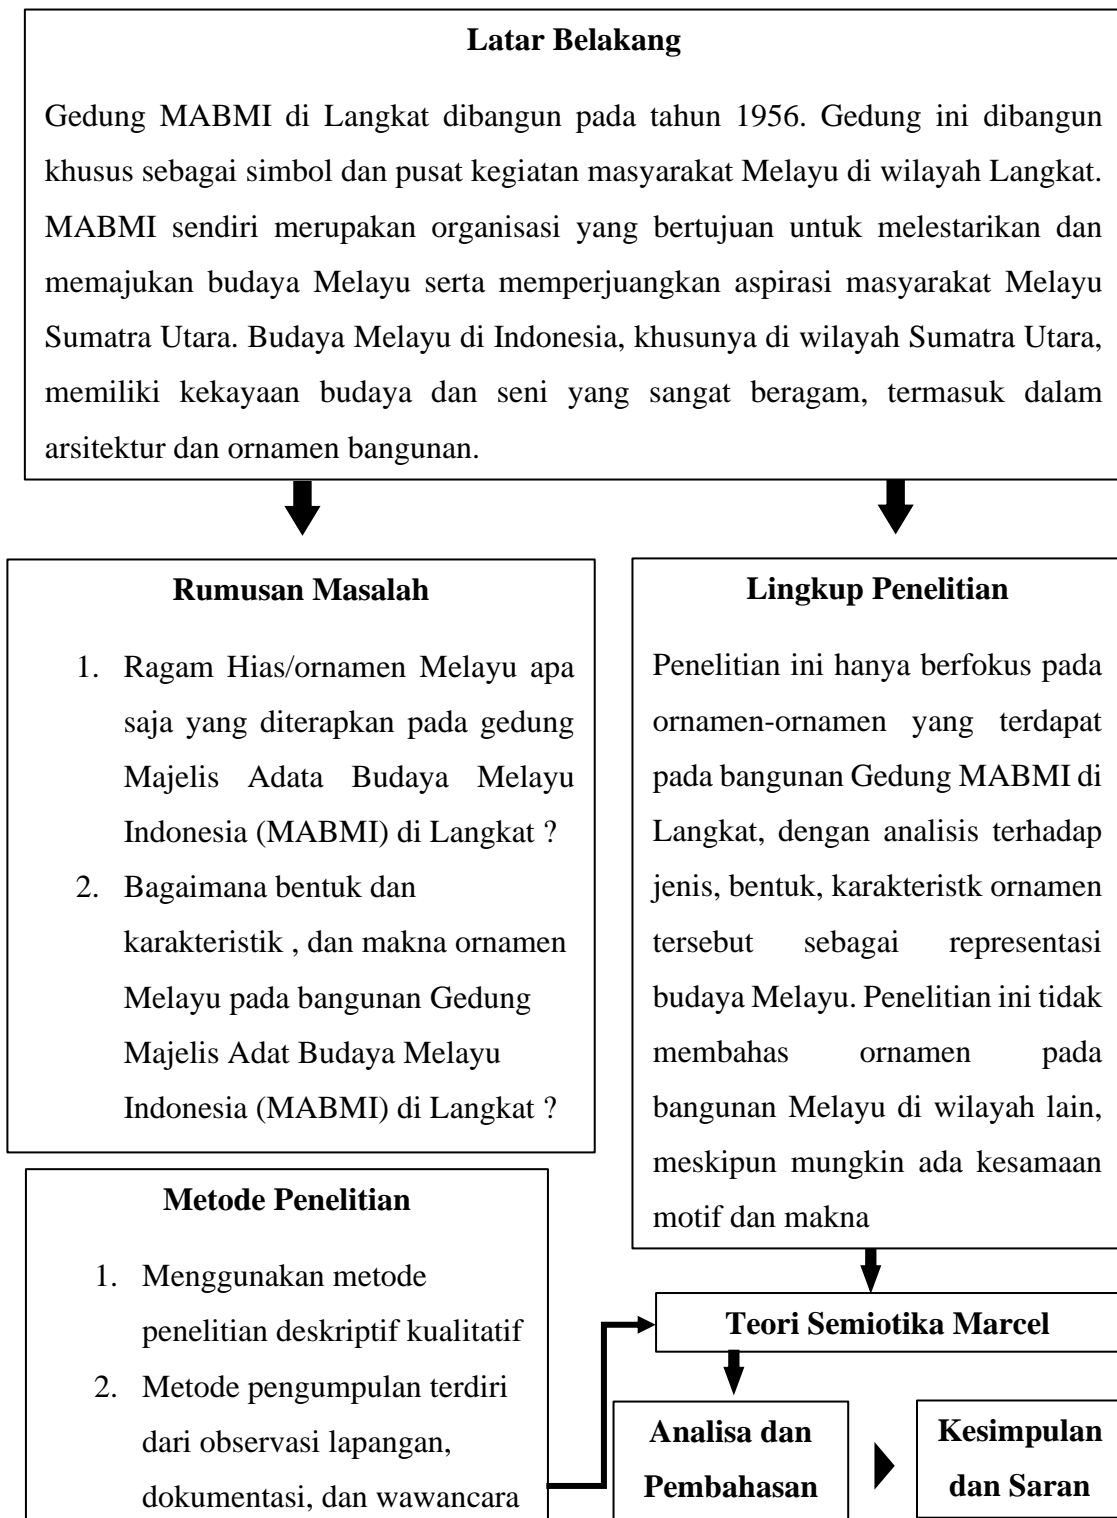 Latar Belakang
Gedung MABMI di Langkat dibangun pada tahun 1956. Gedung ini dibangun
khusus sebagai simbol dan pusat kegiatan masyarakat Melayu di wilayah Langkat.
MABMI sendiri merupakan organisasi yang bertujuan untuk melestarikan dan
memajukan budaya Melayu serta memperjuangkan aspirasi masyarakat Melayu
Sumatra Utara. Budaya Melayu di Indonesia, khusunya di wilayah Sumatra Utara,
memiliki kekayaan budaya dan seni yang sangat beragam, termasuk dalam
arsitektur dan ornamen bangunan.
Rumusan Masalah
1. Ragam Hias/ornamen Melayu apa
saja yang diterapkan pada gedung
Majelis Adata Budaya Melayu
Indonesia (MABMI) di Langkat ?
2. Bagaimana bentuk dan
karakteristik , dan makna ornamen
Melayu pada bangunan Gedung
Majelis Adat Budaya Melayu
Indonesia (MABMI) di Langkat ?
Lingkup Penelitian
Penelitian ini hanya berfokus pada
ornamen-ornamen yang terdapat
pada bangunan Gedung MABMI di
Langkat, dengan analisis terhadap
jenis, bentuk, karakteristk ornamen
tersebut sebagai representasi
budaya Melayu. Penelitian ini tidak
membahas ornamen pada
bangunan Melayu di wilayah lain,
meskipun mungkin ada kesamaan
motif dan makna
Metode Penelitian
1. Menggunakan metode
penelitian deskriptif kualitatif
2. Metode pengumpulan terdiri
dari observasi lapangan,
dokumentasi, dan wawancara
Teori Semiotika Marcel
Analisa dan
Pembahasan
Kesimpulan
dan Saran